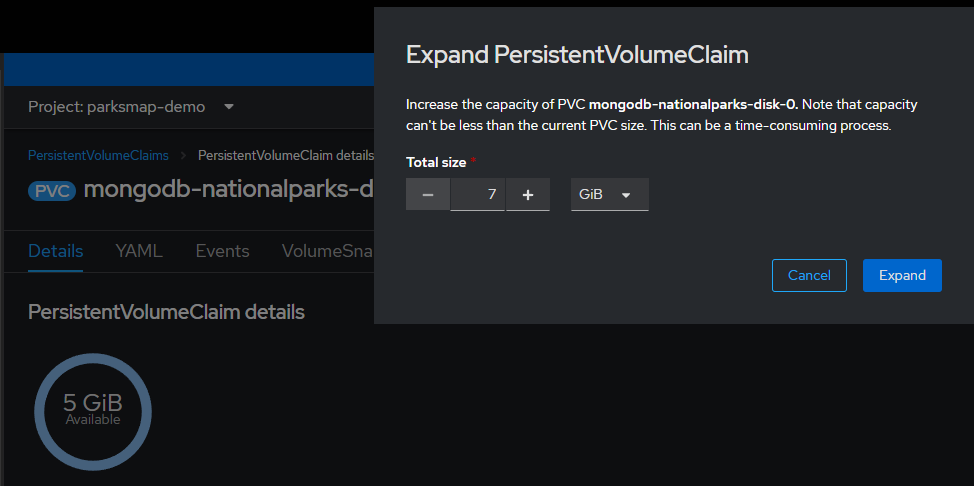 Expand PersistentVolumeClaim
Increase the capacity of PVC mongodb-nationalparks-disk-0. Note that capacity
can't be less than the current PVC size. This can be a time-consuming process.
Total size *
− 7 + GiB
Cancel Expand
Project: parksmap-demo
PersistentVolumeClaims > PersistentVolumeClaim details
PVC mongodb-nationalparks-d
Details YAML Events VolumeSna
PersistentVolumeClaim details
5 GiB
Available